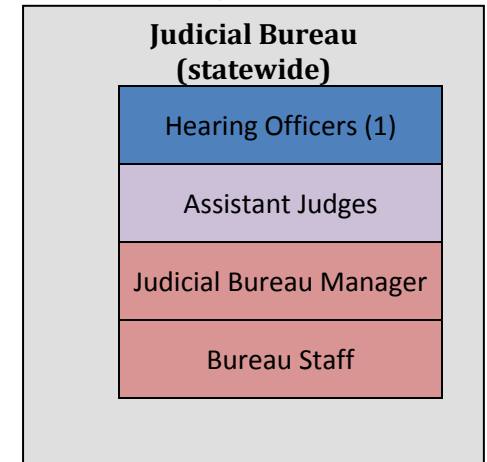 Judicial Bureau
(statewide)
Hearing Officers (1)
Assistant Judges
Judicial Bureau Manager
Bureau Staff